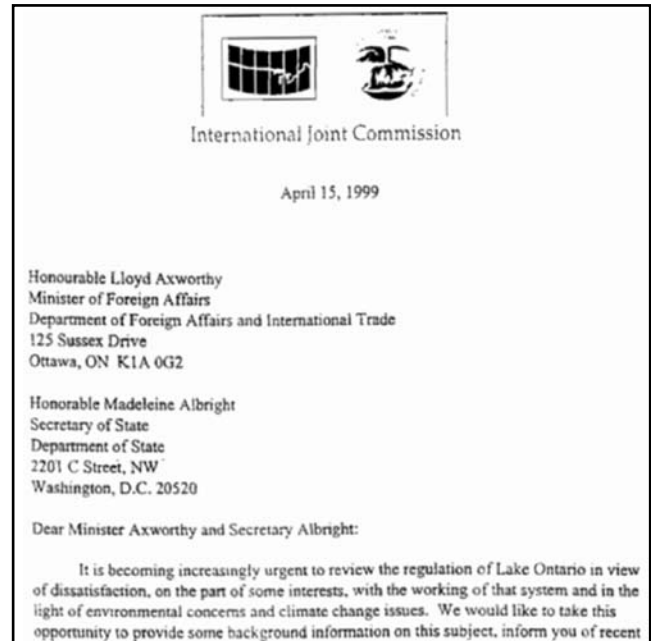 International Joint Commission
April 15, 1999
Honourable Lloyd Axworthy
Minister of Foreign Affairs
Department of Foreign Affairs and International Trade
125 Sussex Drive
Ottawa, ON K1A 0G2
Honorable Madeleine Albright
Secretary of State
Department of State
2201 C Street, NW
Washington, D.C. 20520
Dear Minister Axworthy and Secretary Albright:
It is becoming increasingly urgent to review the regulation of Lake Ontario in view
of dissatisfaction, on the part of some interests, with the working of that system and in the
light of environmental concerns and climate change issues. We would like to take this
opportunity to provide some background information on this subject, inform you of recent